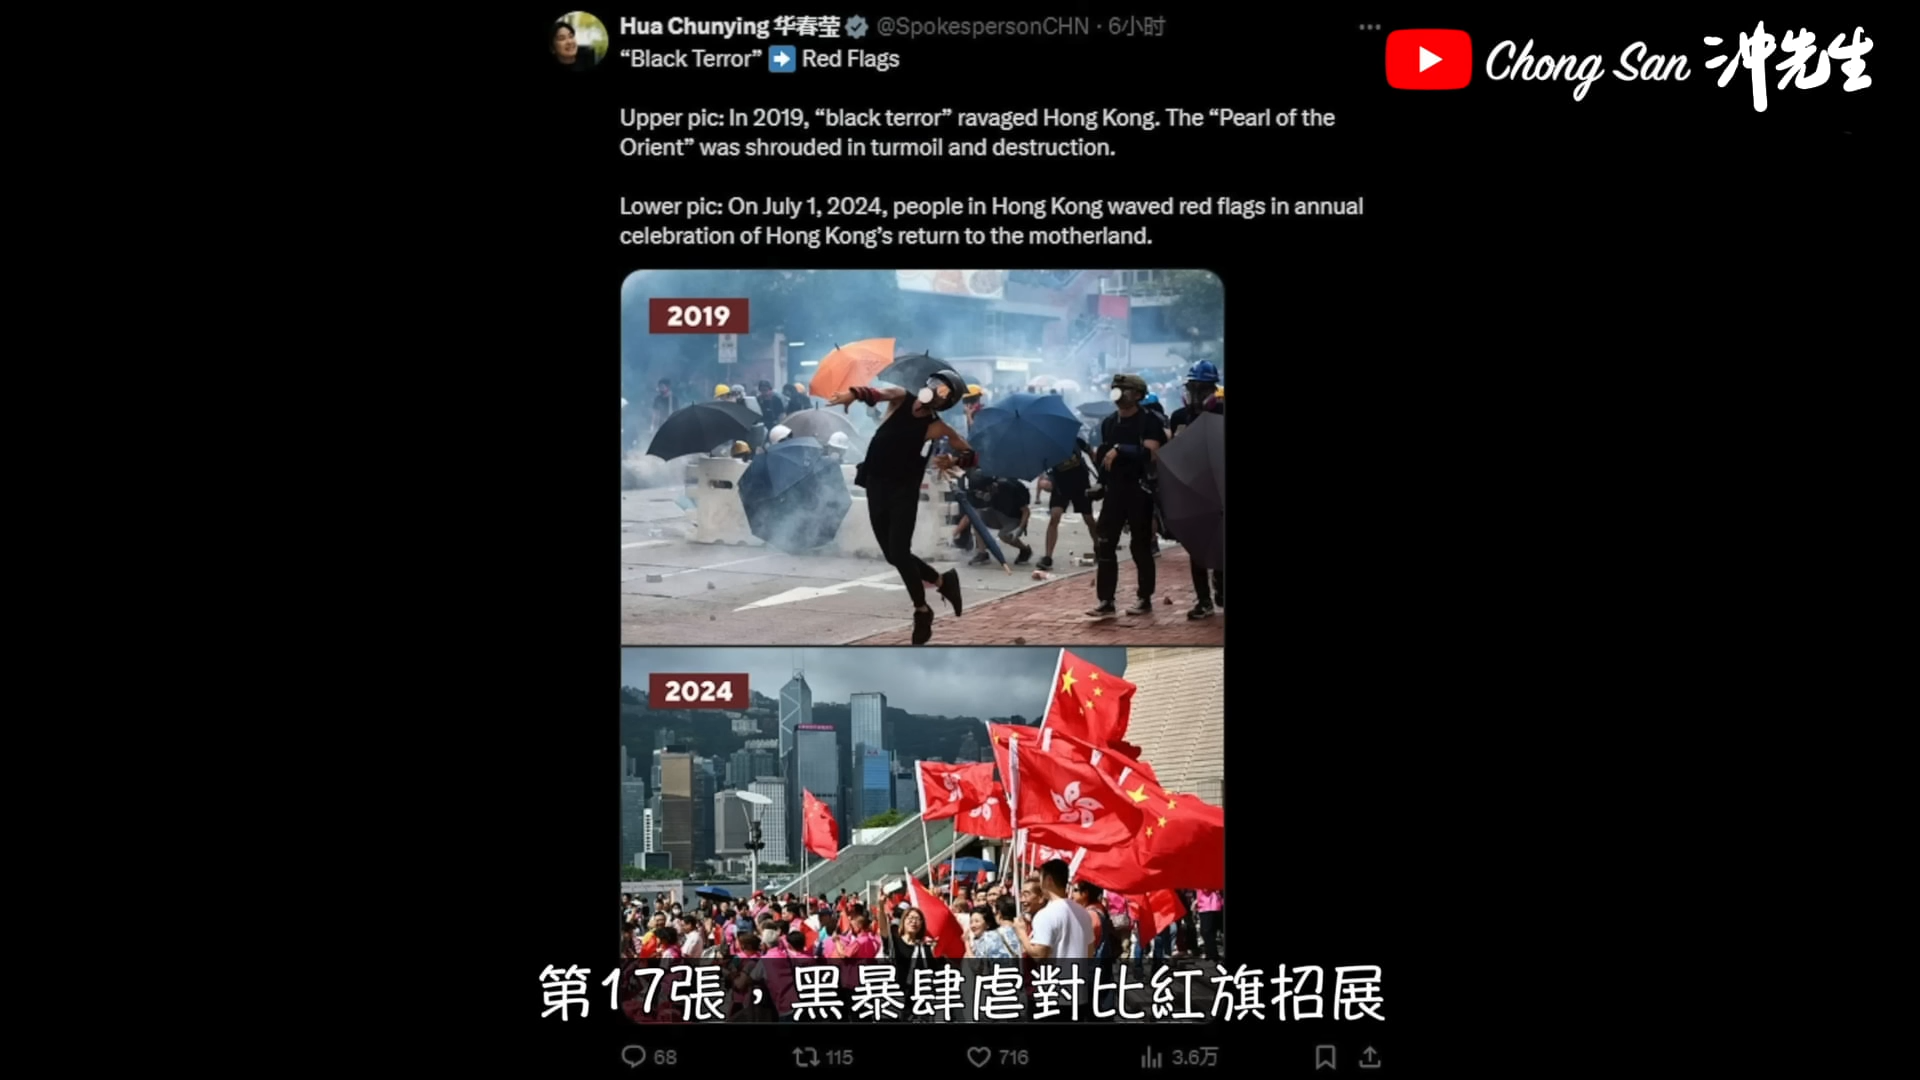 Hua Chunying 华春莹 @SpokespersonCHN · 6小时
“Black Terror” ➡ Red Flags
Upper pic: In 2019, “black terror” ravaged Hong Kong. The “Pearl of the
Orient” was shrouded in turmoil and destruction.
Lower pic: On July 1, 2024, people in Hong Kong waved red flags in annual
celebration of Hong Kong’s return to the motherland.
Chong San 沖先生
2019
2024
第17張，黑暴肆虐對比紅旗招展
68 115 716 3.6万